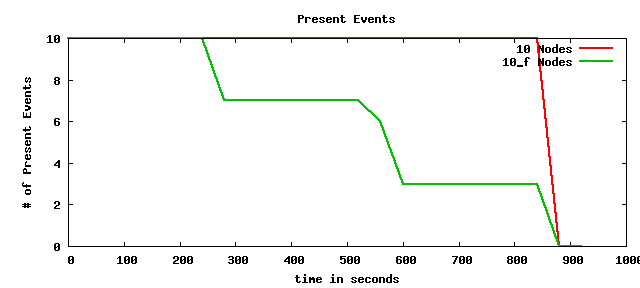 Present Events
10 Nodes
10_f Nodes
# of Present Events
10
8
6
4
2
0
0 100 200 300 400 500 600 700 800 900 1000
time in seconds